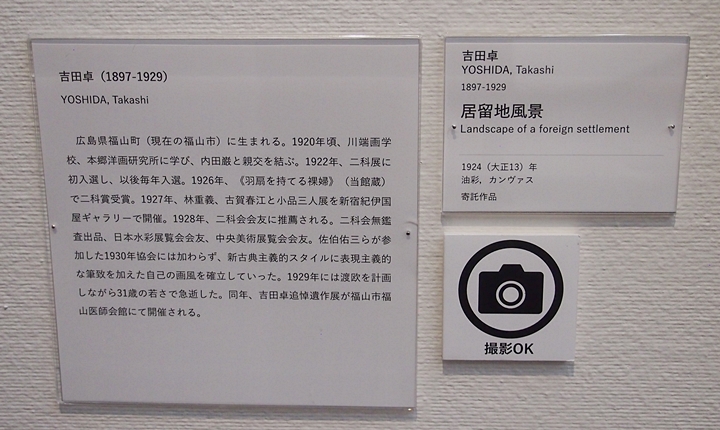 吉田卓（1897-1929）
YOSHIDA, Takashi
広島県福山町（現在の福山市）に生まれる。1920年頃、川端画学
校、本郷洋画研究所に学び、内田巌と親交を結ぶ。1922年、二科展に
初入選し、以後毎年入選。1926年、《羽扇を持てる裸婦》（当館蔵）
で二科賞受賞。1927年、林重義、古賀春江と小品三人展を新宿紀伊国
屋ギャラリーで開催。1928年、二科会会友に推薦される。二科会無鑑
査出品、日本水彩展覧会会友、中央美術展覧会会友。佐伯佑三らが参
加した1930年協会には加わらず、新古典主義的スタイルに表現主義的
な筆致を加えた自己の画風を確立していった。1929年には渡欧を計画
しながら31歳の若さで急逝した。同年、吉田卓追悼遺作展が福山市福
山医師会館にて開催される。
吉田卓
YOSHIDA, Takashi
1897-1929
居留地風景
Landscape of a foreign settlement
1924（大正13）年
油彩，カンヴァス
寄託作品
撮影OK